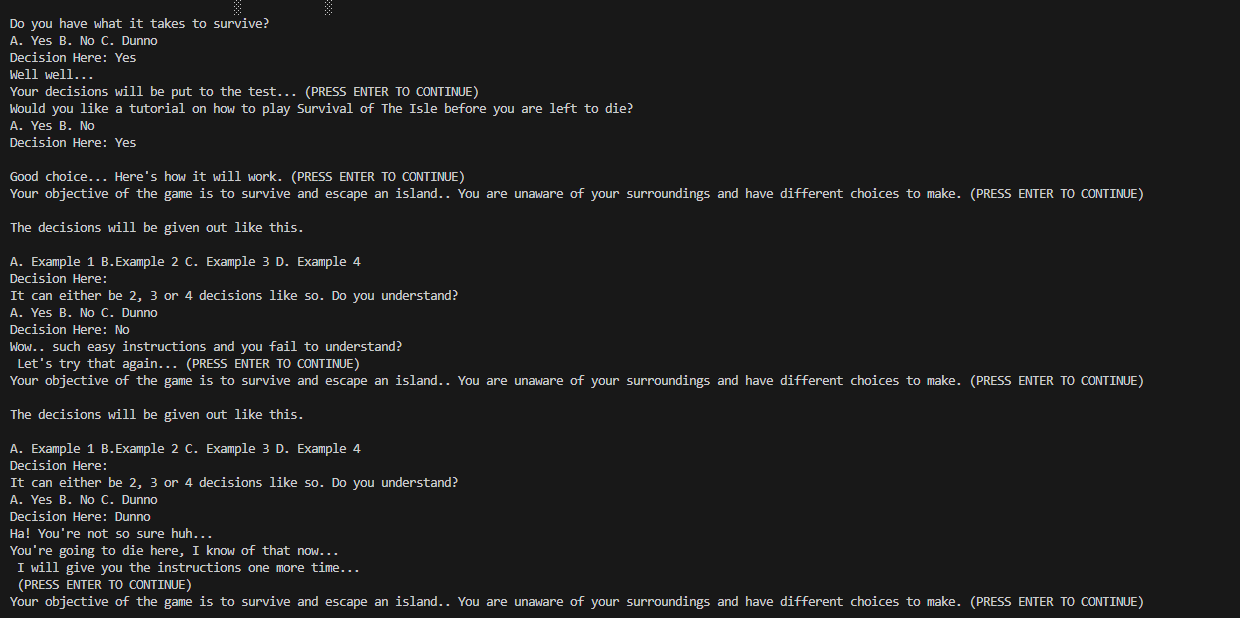 Do you have what it takes to survive?
A. Yes B. No C. Dunno
Decision Here: Yes
Well well...
Your decisions will be put to the test... (PRESS ENTER TO CONTINUE)
Would you like a tutorial on how to play Survival of The Isle before you are left to die?
A. Yes B. No
Decision Here: Yes
Good choice... Here's how it will work. (PRESS ENTER TO CONTINUE)
Your objective of the game is to survive and escape an island.. You are unaware of your surroundings and have different choices to make. (PRESS ENTER TO CONTINUE)
The decisions will be given out like this.
A. Example 1 B.Example 2 C. Example 3 D. Example 4
Decision Here:
It can either be 2, 3 or 4 decisions like so. Do you understand?
A. Yes B. No C. Dunno
Decision Here: No
Wow.. such easy instructions and you fail to understand?
Let's try that again... (PRESS ENTER TO CONTINUE)
Your objective of the game is to survive and escape an island.. You are unaware of your surroundings and have different choices to make. (PRESS ENTER TO CONTINUE)
The decisions will be given out like this.
A. Example 1 B.Example 2 C. Example 3 D. Example 4
Decision Here:
It can either be 2, 3 or 4 decisions like so. Do you understand?
A. Yes B. No C. Dunno
Decision Here: Dunno
Ha! You're not so sure huh...
You're going to die here, I know of that now...
I will give you the instructions one more time...
(PRESS ENTER TO CONTINUE)
Your objective of the game is to survive and escape an island.. You are unaware of your surroundings and have different choices to make. (PRESS ENTER TO CONTINUE)